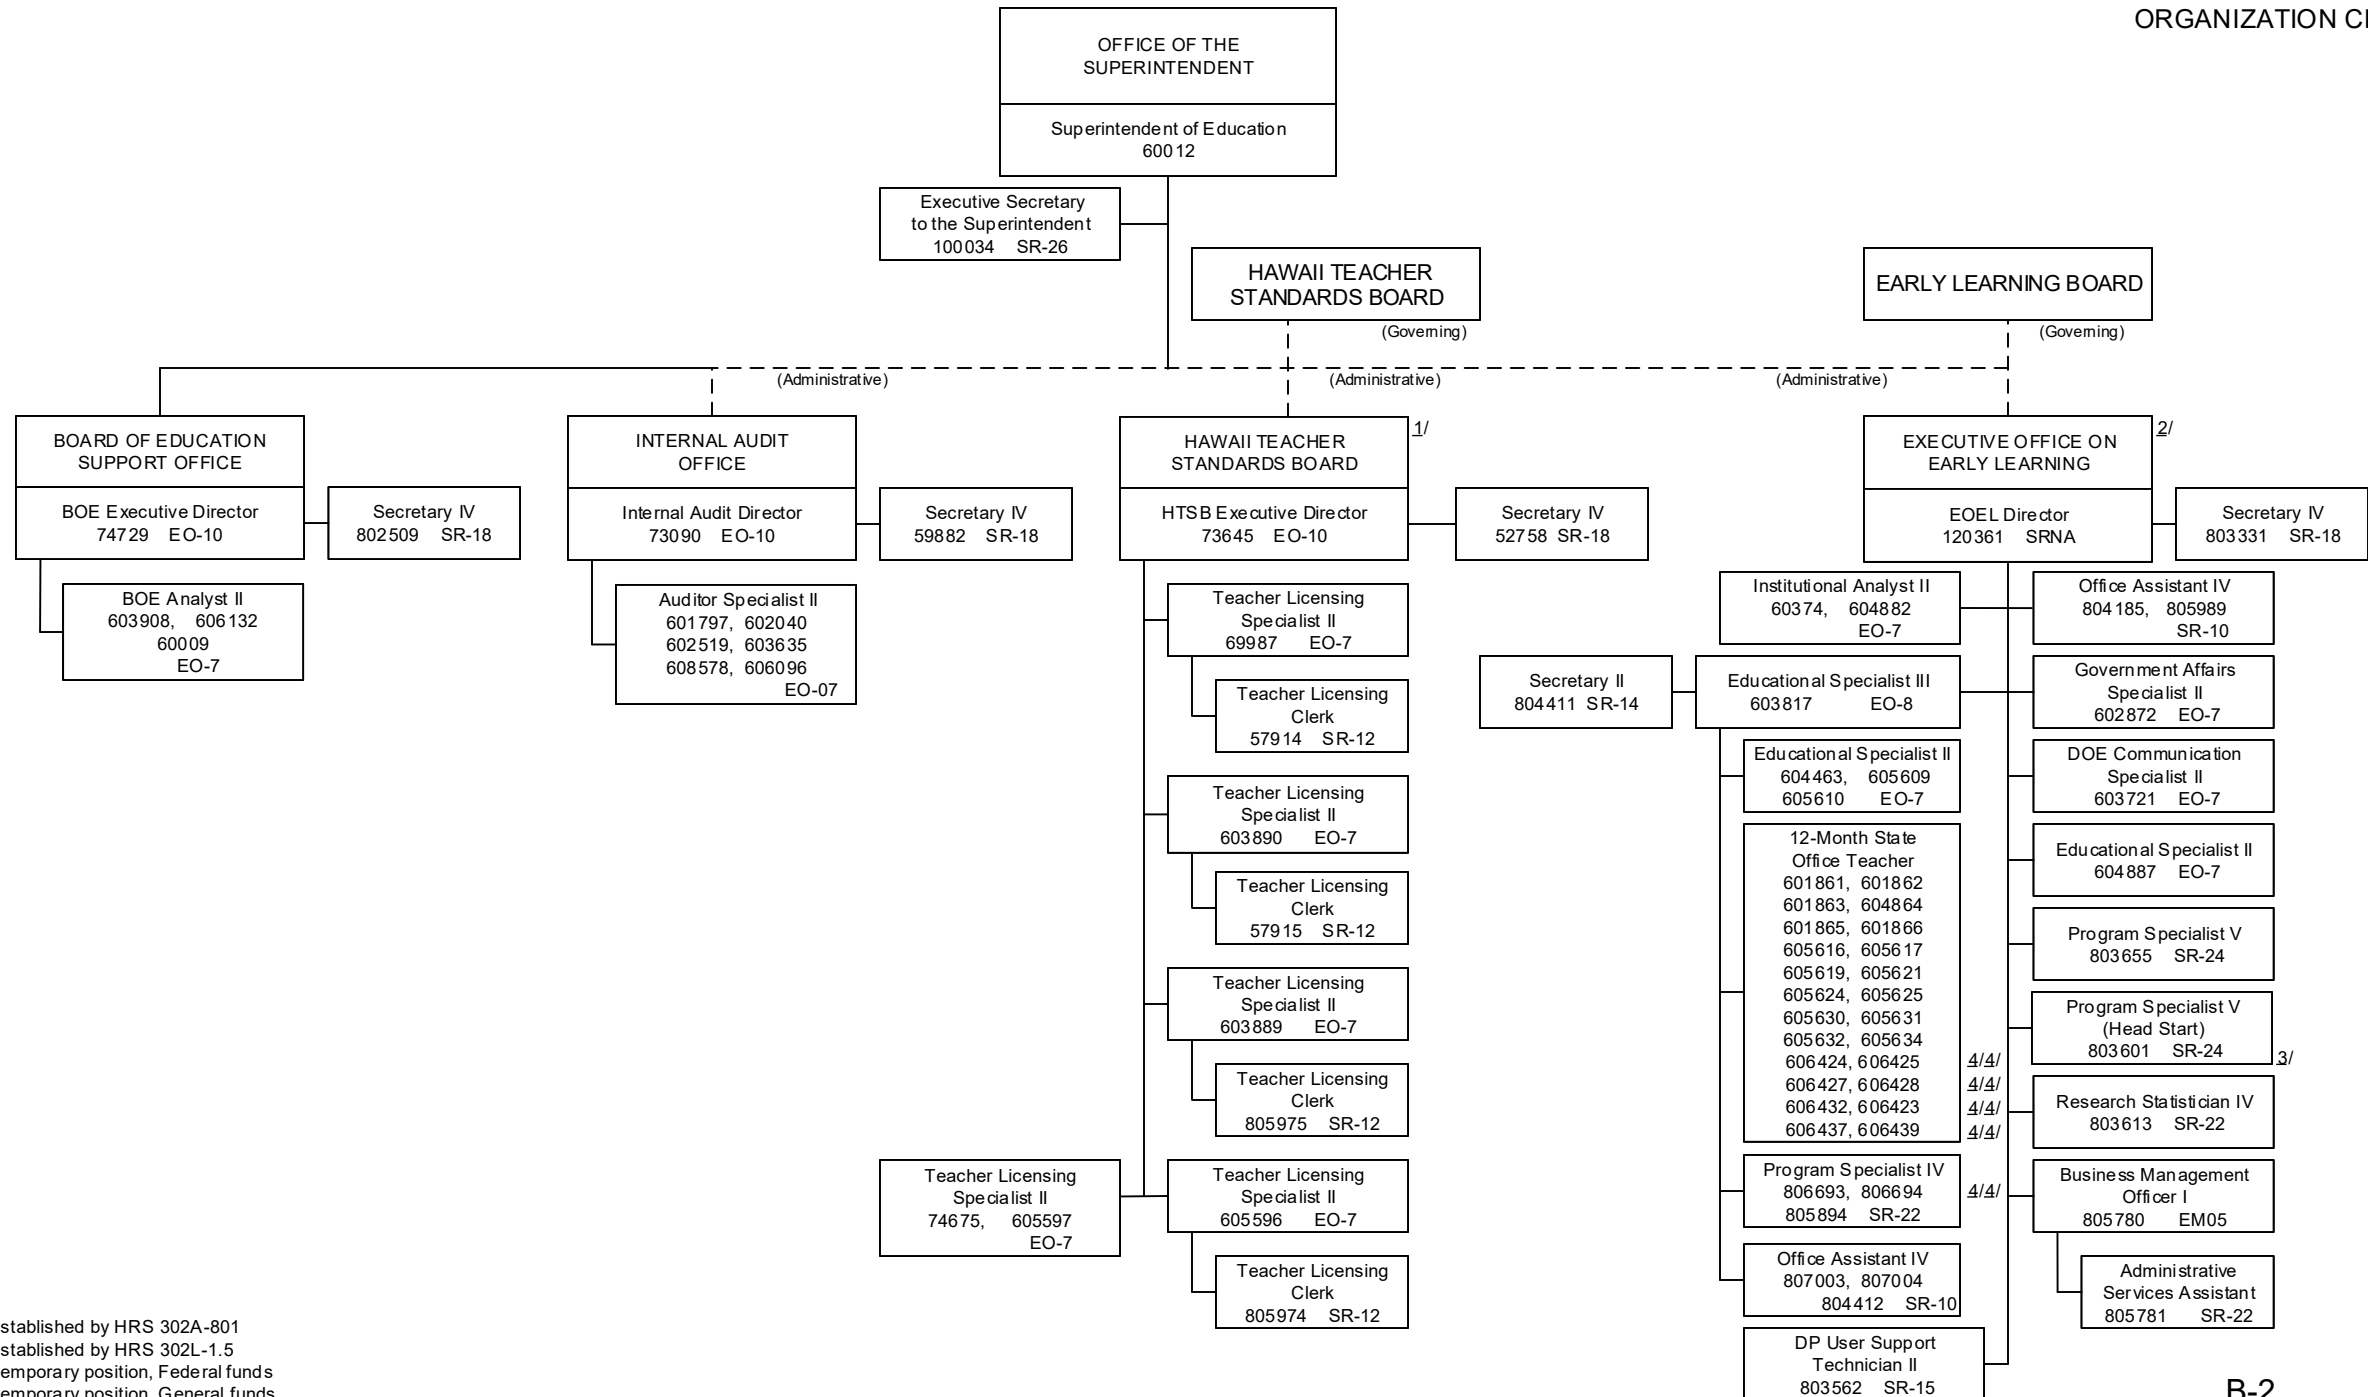 ORGANIZATION
OFFICE OF THE
SUPERINTENDENT
Superintendent of Education
60012
Executive Secretary
to the Superintendent
100034 SR-26
HAWAII TEACHER
STANDARDS BOARD
(Governing)
EARLY LEARNING BOARD
(Governing)
(Administrative)
(Administrative)
(Administrative)
BOARD OF EDUCATION
SUPPORT OFFICE
BOE Executive Director
74729 EO-10
Secretary IV
802509 SR-18
BOE Analyst II
603908, 606132
60009
EO-7
INTERNAL AUDIT
OFFICE
Internal Audit Director
73090 EO-10
Secretary IV
59882 SR-18
Auditor Specialist II
601797, 602040
602519, 603635
608578, 606096
EO-07
HAWAII TEACHER
STANDARDS BOARD
1/
HTSB Executive Director
73645 EO-10
Secretary IV
52758 SR-18
Teacher Licensing
Specialist II
69987 EO-7
Teacher Licensing
Clerk
57914 SR-12
Teacher Licensing
Specialist II
603890 EO-7
Teacher Licensing
Clerk
57915 SR-12
Teacher Licensing
Specialist II
603889 EO-7
Teacher Licensing
Clerk
805975 SR-12
Teacher Licensing
Specialist II
74675, 605597
EO-7
Teacher Licensing
Specialist II
605596 EO-7
Teacher Licensing
Clerk
805974 SR-12
EXECUTIVE OFFICE ON
EARLY LEARNING
2/
EOEL Director
120361 SRNA
Secretary IV
803331 SR-18
Institutional Analyst II
60374, 604882
EO-7
Office Assistant IV
804185, 805989
SR-10
Secretary II
804411 SR-14
Educational Specialist III
603817 EO-8
Government Affairs
Specialist II
602872 EO-7
Educational Specialist II
604463, 605609
605610 EO-7
DOE Communication
Specialist II
603721 EO-7
12-Month State
Office Teacher
601861, 601862
601863, 604864
601865, 601866
605616, 605617
605619, 605621
605624, 605625
605630, 605631
605632, 605634
606424, 606425 4/4/
606427, 606428 4/4/
606432, 606423 4/4/
606437, 606439 4/4/
Educational Specialist II
604887 EO-7
Program Specialist V
803655 SR-24
Program Specialist V
(Head Start)
803601 SR-24 3/
Research Statistician IV
803613 SR-22
Program Specialist IV
806693, 806694 4/4/
805894 SR-22
Business Management
Officer I
805780 EM05
Office Assistant IV
807003, 807004
804412 SR-10
Administrative
Services Assistant
805781 SR-22
DP User Support
Technician II
803562 SR-15
stablished by HRS 302A-801
stablished by HRS 302L-1.5
emporary position, Federal funds
emporary position, General funds
B-2